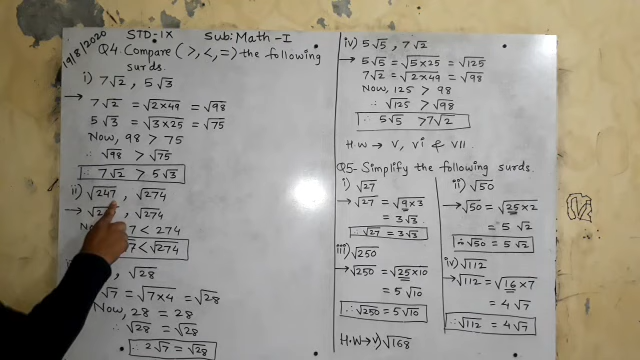 19/8/2020
STD-IX Sub: Math-I
Q4. Compare (>, <, =) the following surds.
i) 7√2 , 5√3
→ 7√2 = √(2×49) = √98
5√3 = √(3×25) = √75
Now, 98 > 75
∴ √98 > √75
∴ 7√2 > 5√3
ii) √247 , √274
→ √2 , √274
7 < 274
7 < √274
, √28
√7 = √(7×4) = √28
Now, 28 = 28
∴ √28 = √28
∴ 2√7 = √28
iv) 5√5 , 7√2
→ 5√5 = √(5×25) = √125
7√2 = √(2×49) = √98
Now, 125 > 98
∴ √125 > √98
∴ 5√5 > 7√2
H.W → V, Vi & VII.
Q5- Simplify the following surds.
i) √27
→ √27 = √(9×3)
= 3√3
∴ √27 = 3√3
ii) √50
→ √50 = √(25×2)
= 5√2
∴ √50 = 5√2
iii) √250
→ √250 = √(25×10)
= 5√10
∴ √250 = 5√10
iv) √112
→ √112 = √(16×7)
= 4√7
∴ √112 = 4√7
H.W → V) √168